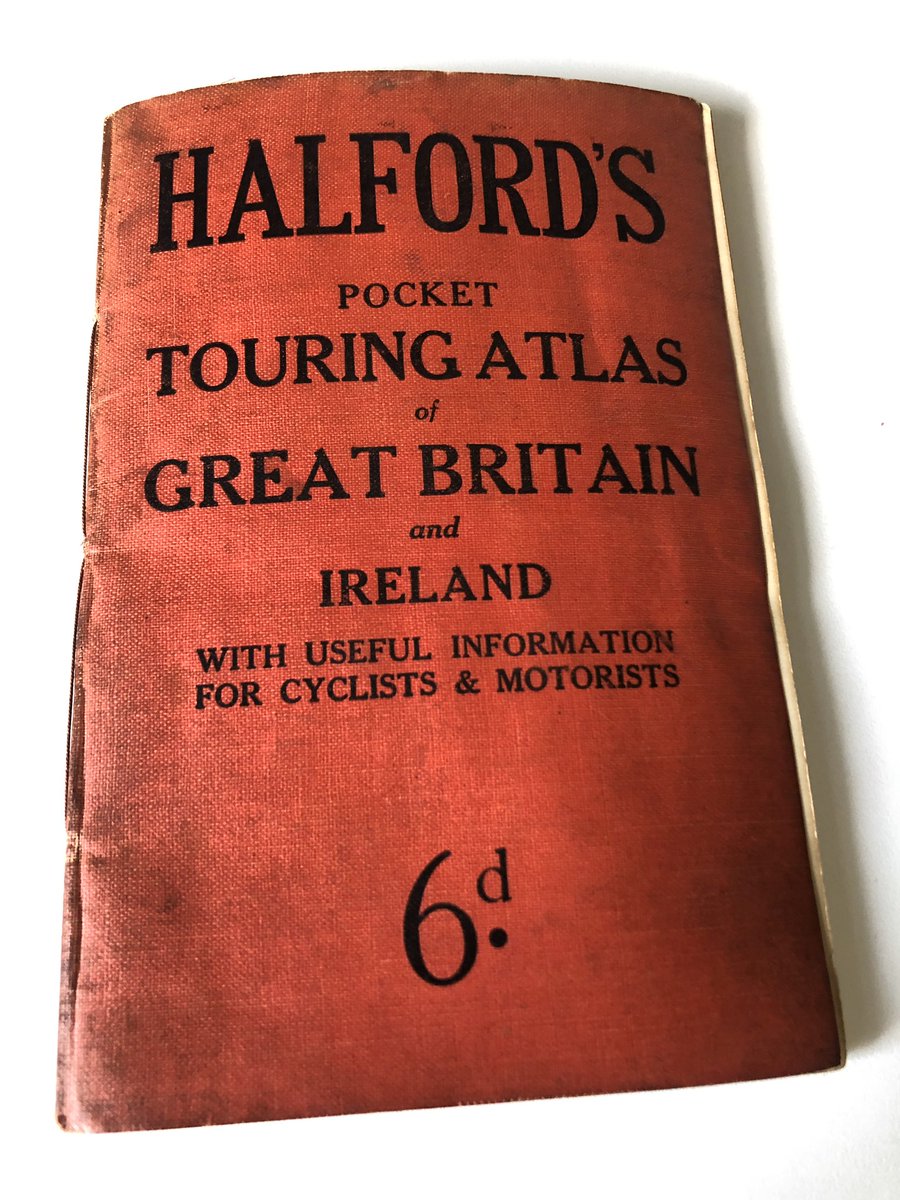 HALFORD'S
POCKET
TOURING ATLAS
of
GREAT BRITAIN
and
IRELAND
WITH USEFUL INFORMATION
FOR CYCLISTS & MOTORISTS
6d.